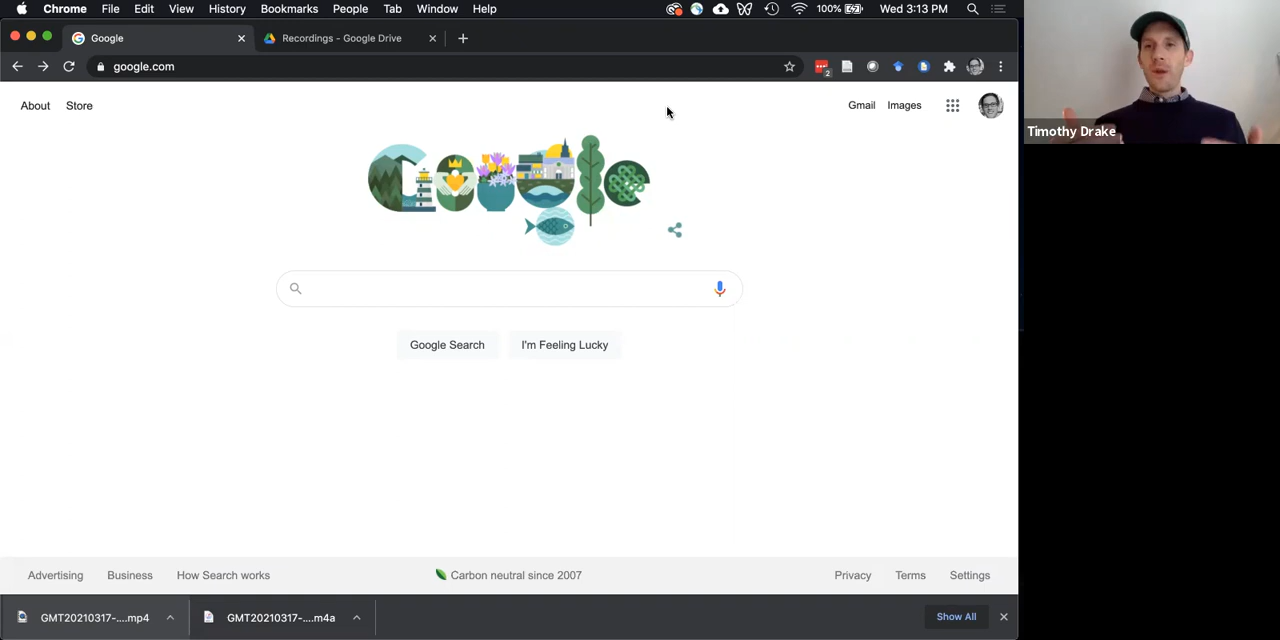 Chrome File Edit View History Bookmarks People Tab Window Help 100% Wed 3:13 PM
Google Recordings - Google Drive
google.com 2
About Store Gmail Images
Google
Google Search I'm Feeling Lucky
Advertising Business How Search works Carbon neutral since 2007 Privacy Terms Settings
GMT20210317-....mp4 GMT20210317-....m4a Show All
Timothy Drake